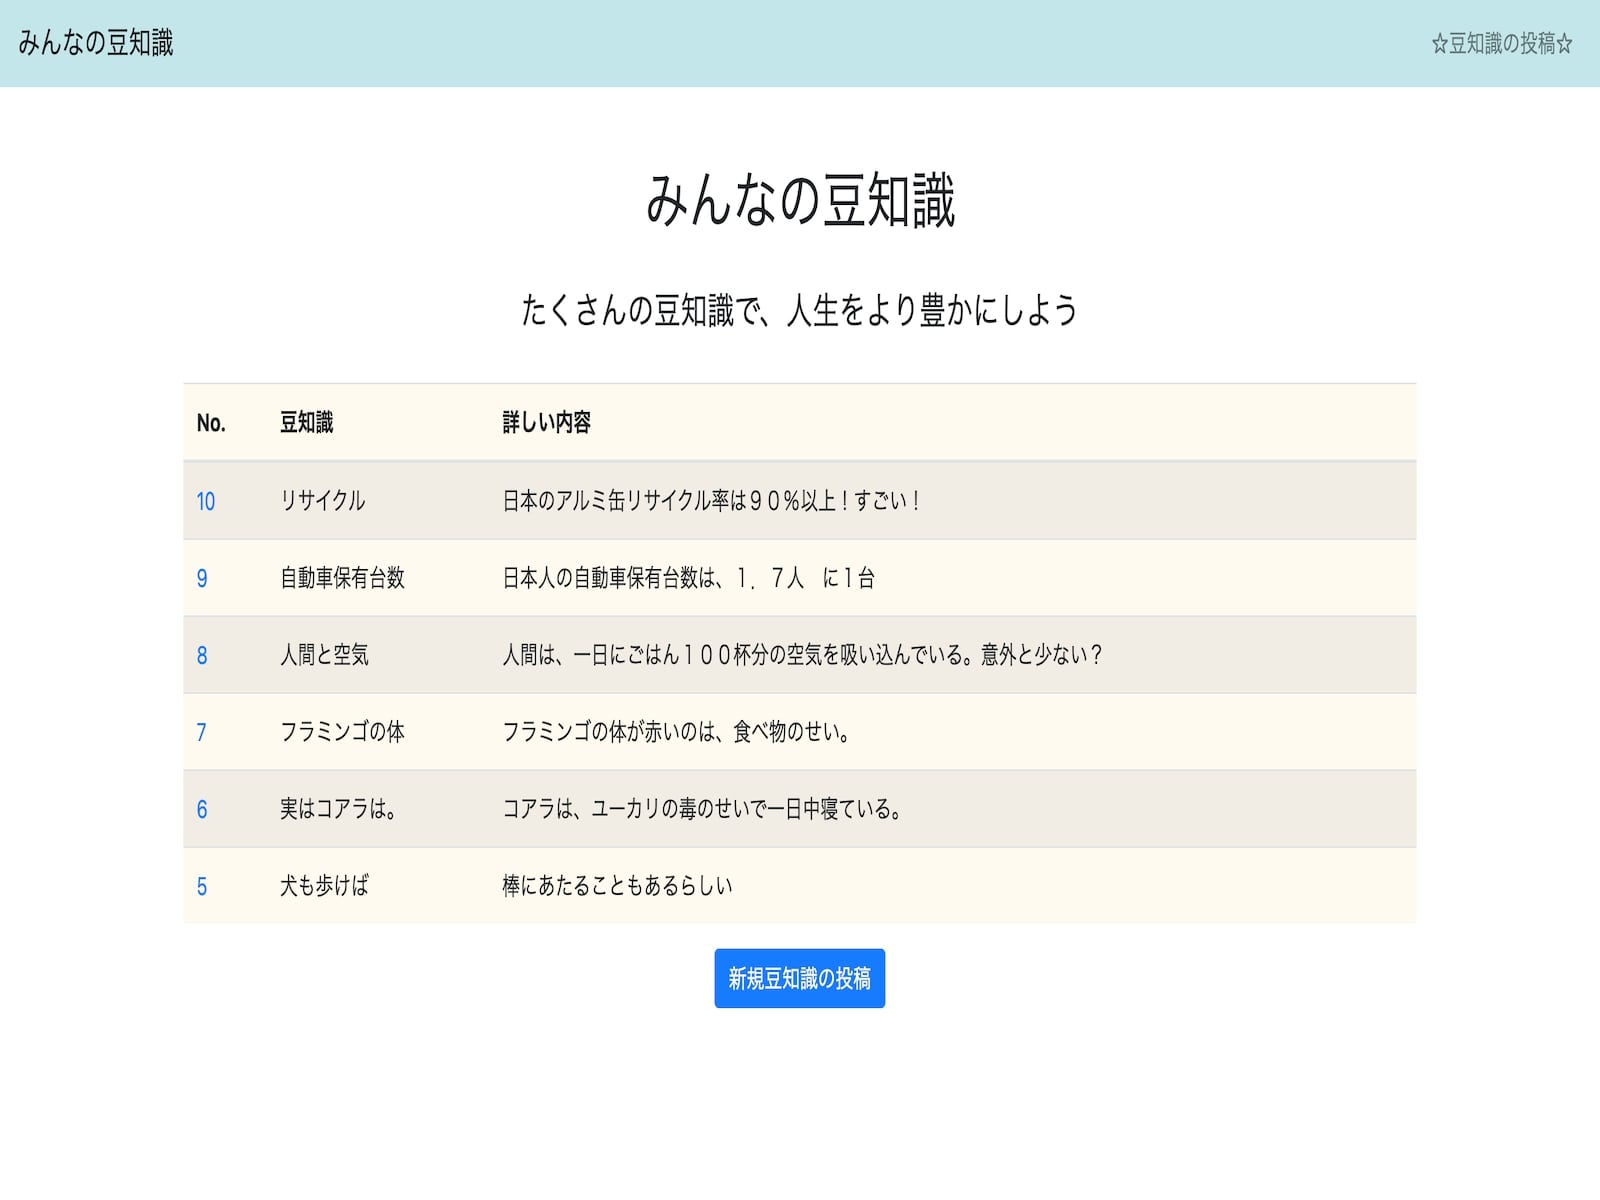 みんなの豆知識
☆豆知識の投稿☆
みんなの豆知識
たくさんの豆知識で、人生をより豊かにしよう
No. 豆知識 詳しい内容
10 リサイクル 日本のアルミ缶リサイクル率は９０％以上！すごい！
9 自動車保有台数 日本人の自動車保有台数は、１．７人　に１台
8 人間と空気 人間は、一日にごはん１００杯分の空気を吸い込んでいる。意外と少ない？
7 フラミンゴの体 フラミンゴの体が赤いのは、食べ物のせい。
6 実はコアラは。 コアラは、ユーカリの毒のせいで一日中寝ている。
5 犬も歩けば 棒にあたることもあるらしい
新規豆知識の投稿